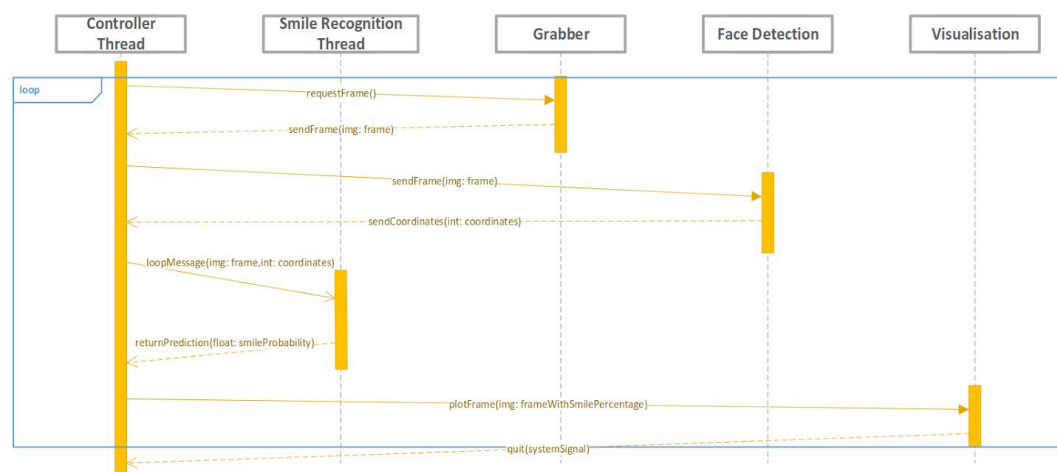 Controller
Thread
Smile Recognition
Thread
Grabber
Face Detection
Visualisation
loop
requestFrame()
sendFrame(img: frame)
sendFrame(img: frame)
sendCoordinates(int: coordinates)
loopMessage(img: frame,int: coordinates)
returnPrediction(float: smileProbability)
plotFrame(img: frameWithSmilePercentage)
quit(systemSignal)